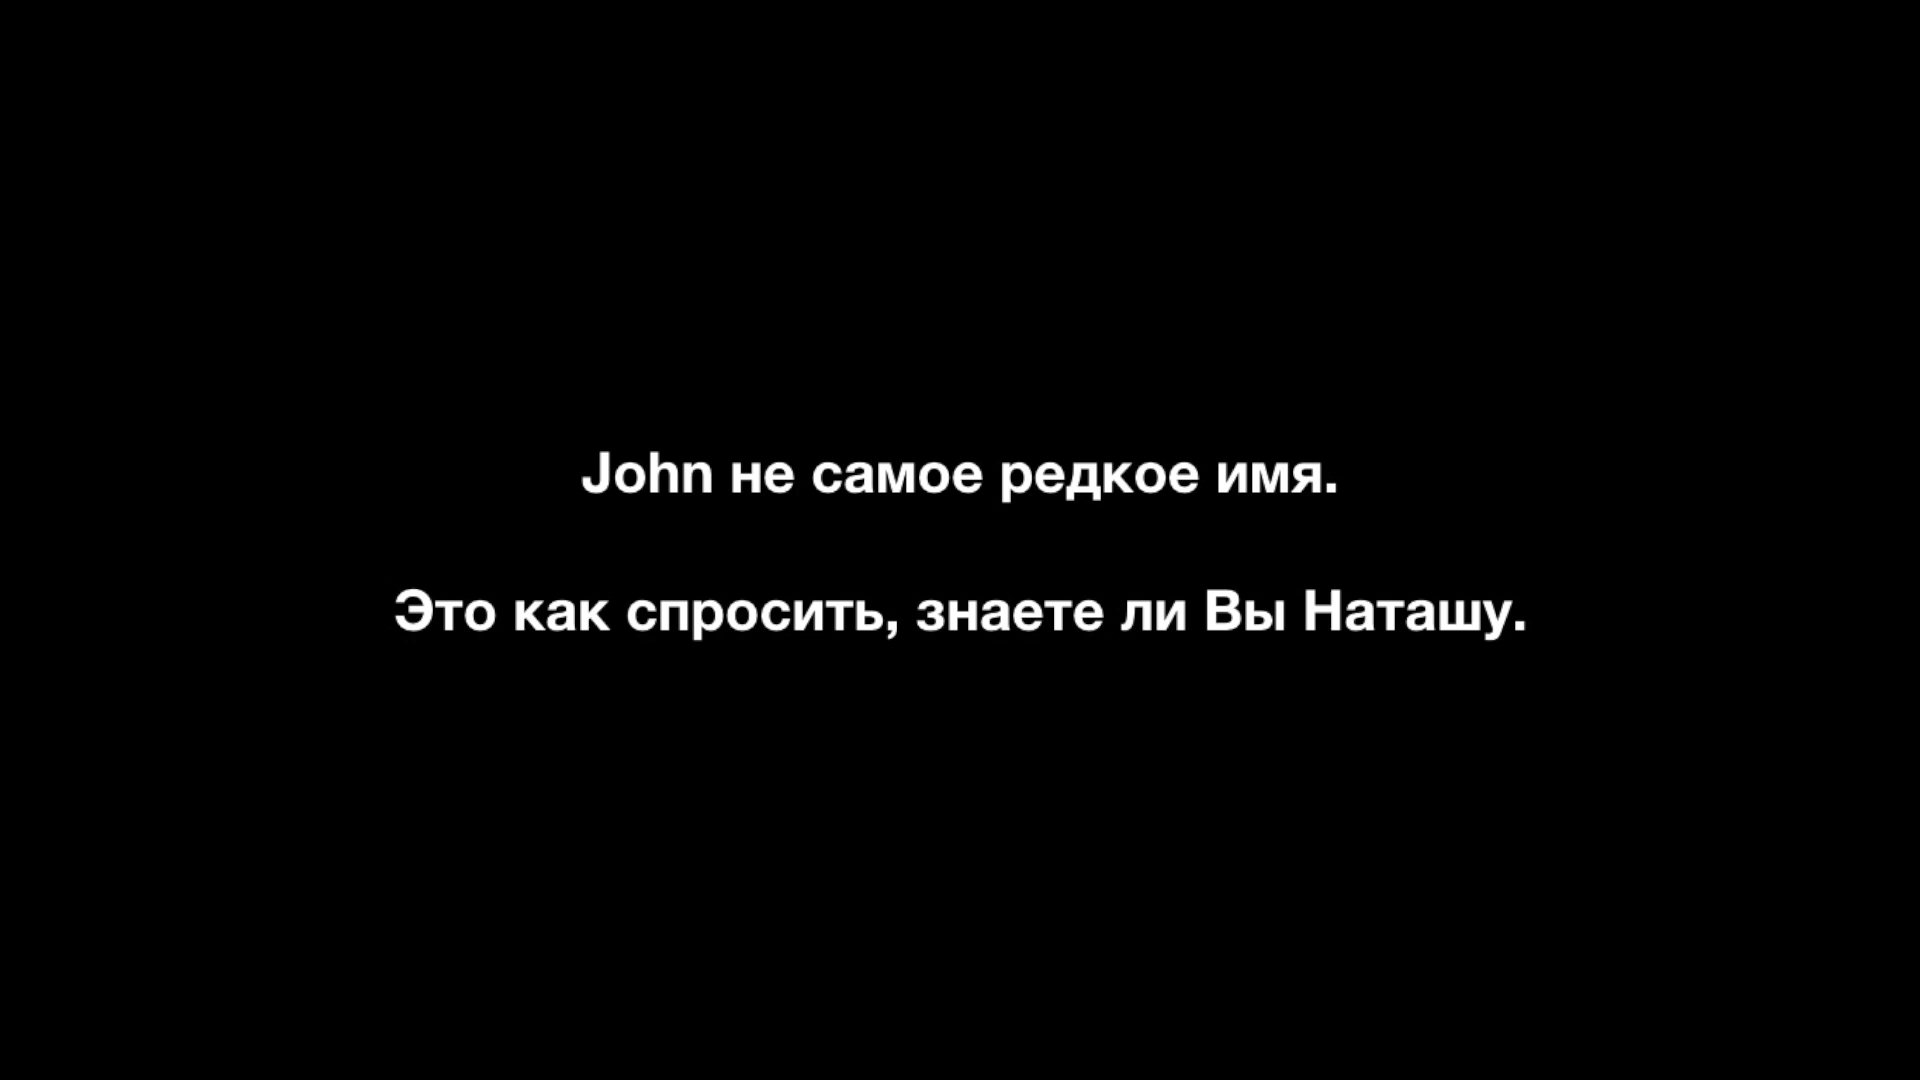 John не самое редкое имя.
Это как спросить, знаете ли Вы Наташу.